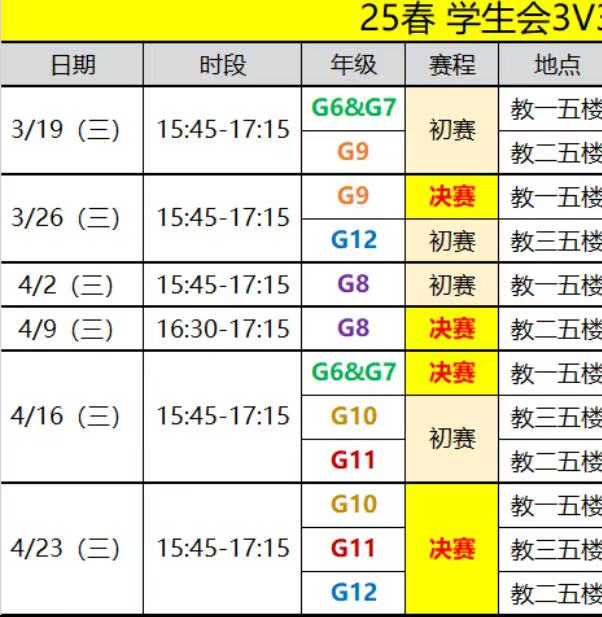 25春 学生会3V3
日期 时段 年级 赛程 地点
3/19（三） 15:45-17:15 G6&G7 初赛 教一五楼
G9 教二五楼
3/26（三） 15:45-17:15 G9 决赛 教一五楼
G12 初赛 教三五楼
4/2（三） 15:45-17:15 G8 初赛 教一五楼
4/9（三） 16:30-17:15 G8 决赛 教二五楼
4/16（三） 15:45-17:15 G6&G7 决赛 教一五楼
G10 初赛 教三五楼
G11 教二五楼
4/23（三） 15:45-17:15 G10 决赛 教一五楼
G11 教三五楼
G12 教二五楼